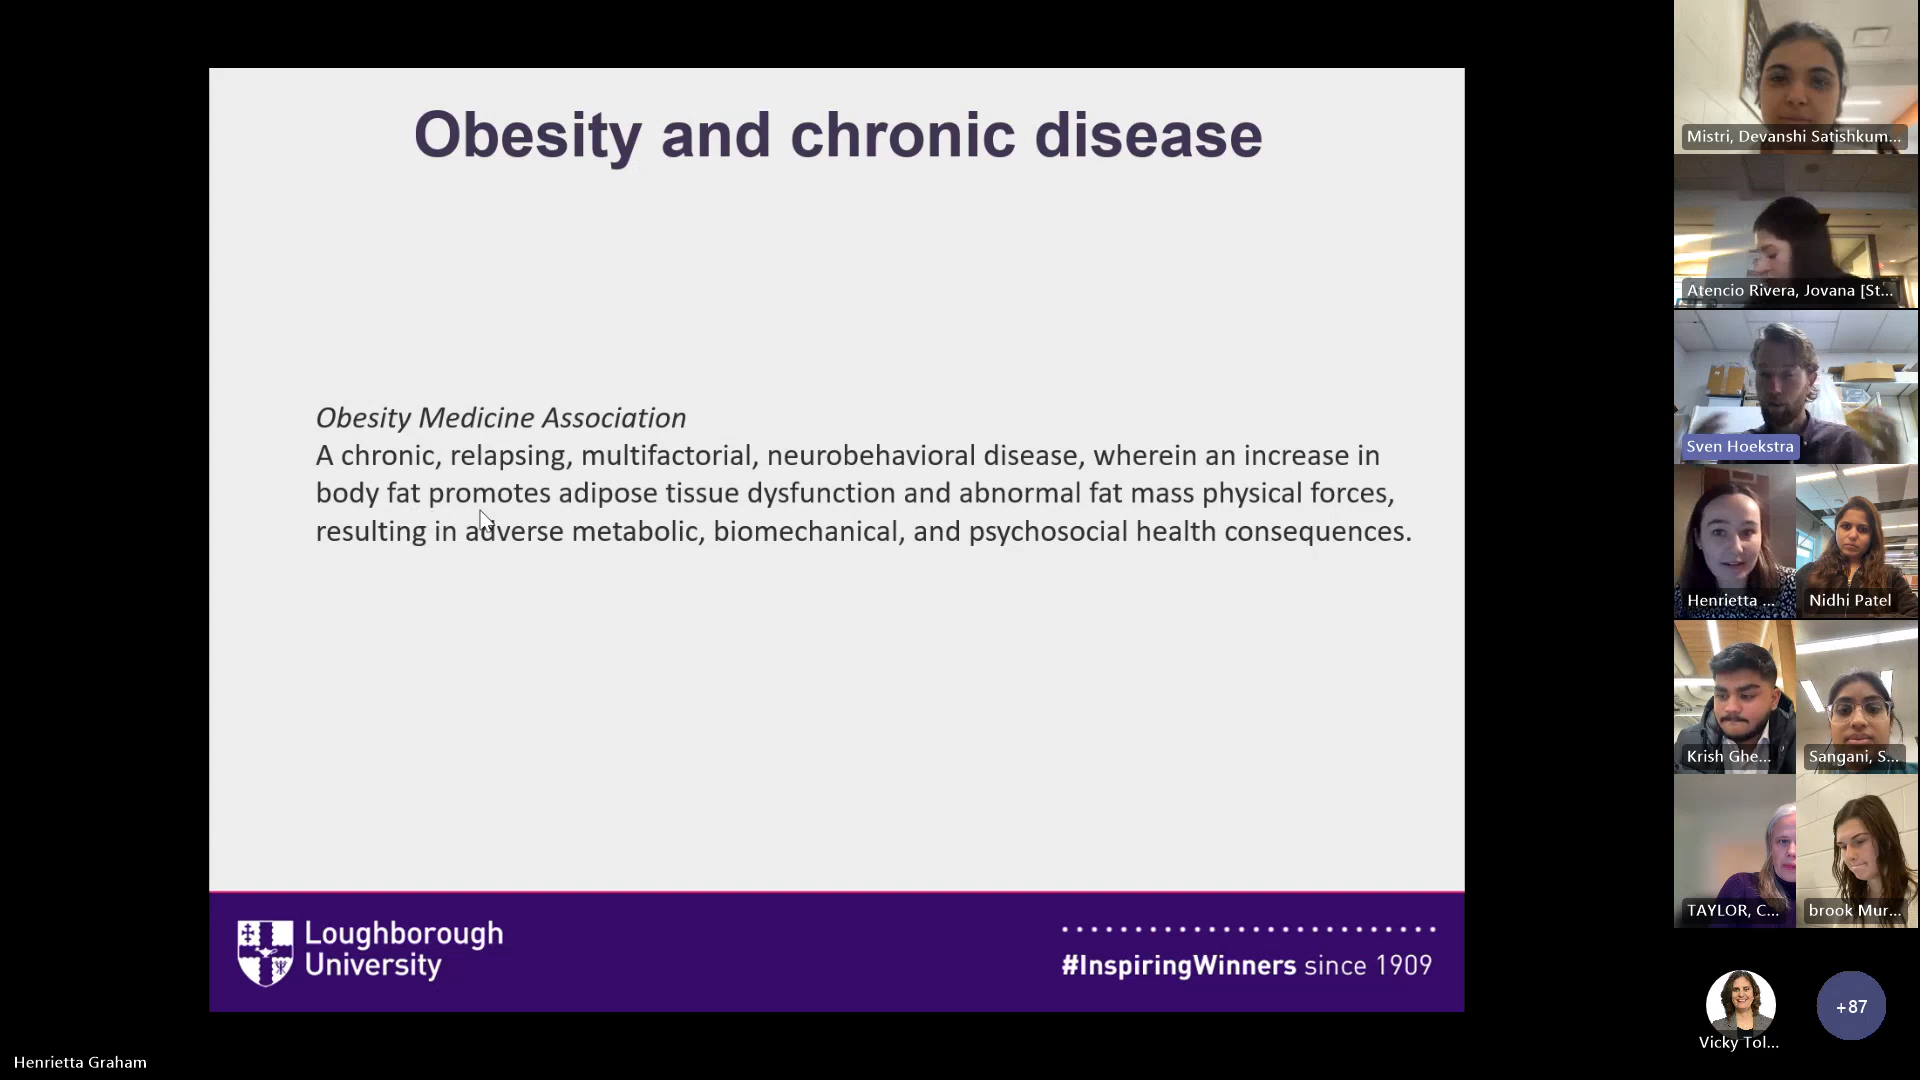 Obesity and chronic disease
Obesity Medicine Association
A chronic, relapsing, multifactorial, neurobehavioral disease, wherein an increase in
body fat promotes adipose tissue dysfunction and abnormal fat mass physical forces,
resulting in adverse metabolic, biomechanical, and psychosocial health consequences.
Loughborough
University
#InspiringWinners since 1909
Mistri, Devanshi Satishkum...
Atencio Rivera, Jovana [St...
Sven Hoekstra
Henrietta ...
Nidhi Patel
Krish Ghe...
Sangani, S...
TAYLOR, C...
brook Mur...
Vicky Tol...
+87
Henrietta Graham